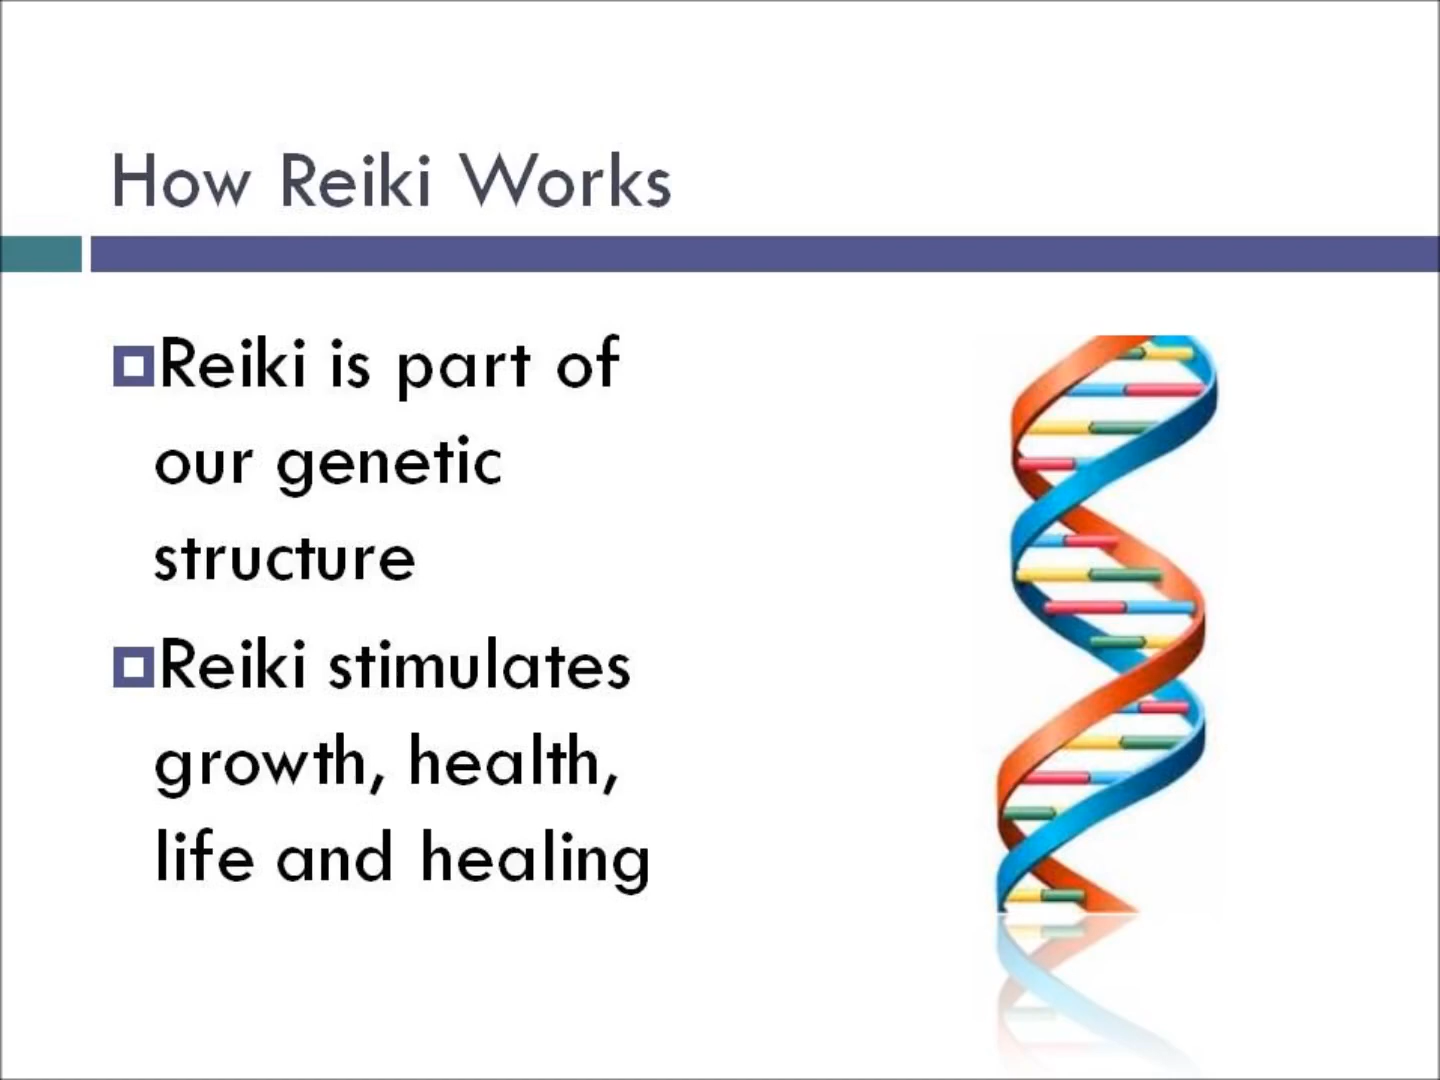 How Reiki Works
Reiki is part of
our genetic
structure
Reiki stimulates
growth, health,
life and healing